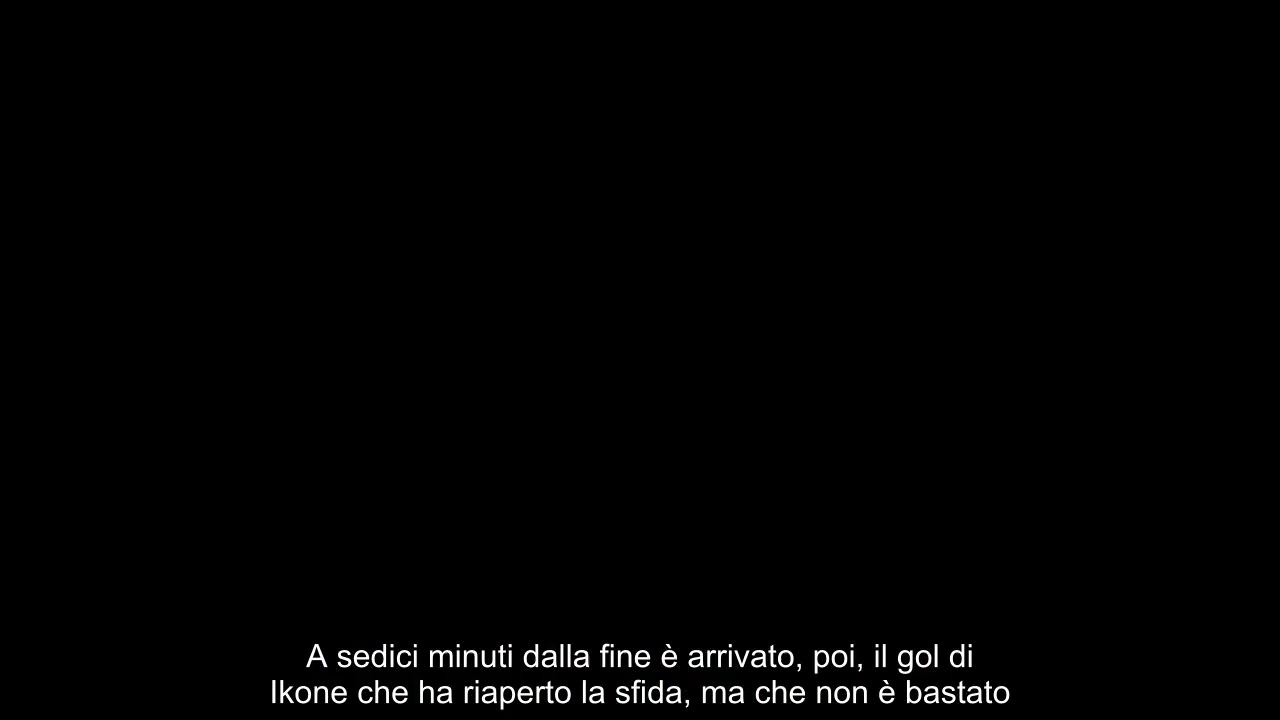 A sedici minuti dalla fine è arrivato, poi, il gol di
Ikone che ha riaperto la sfida, ma che non è bastato